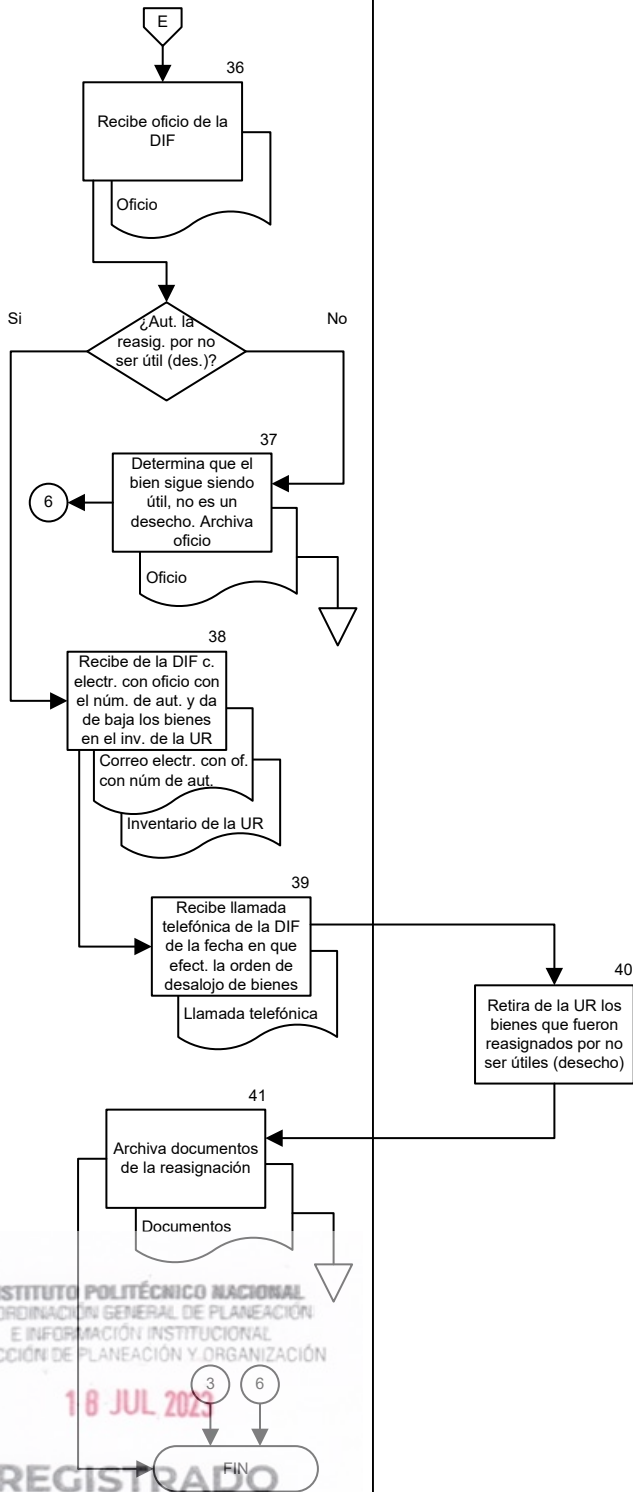 E
36
Recibe oficio de la
DIF
Oficio
Si
No
¿Aut. la
reasig. por no
ser útil (des.)?
37
Determina que el
bien sigue siendo
útil, no es un
desecho. Archiva
oficio
6
Oficio
38
Recibe de la DIF c.
electr. con oficio con
el núm. de aut. y da
de baja los bienes
en el inv. de la UR
Correo electr. con of.
con núm de aut.
Inventario de la UR
39
Recibe llamada
telefónica de la DIF
de la fecha en que
efect. la orden de
desalojo de bienes
Llamada telefónica
40
Retira de la UR los
bienes que fueron
reasignados por no
ser útiles (desecho)
41
Archiva documentos
de la reasignación
Documentos
STITUTO POLITÉCNICO NACIONAL
ORDINACIÓN GENERAL DE PLANEACIÓN
E INFORMACIÓN INSTITUCIONAL
CCIÓN DE PLANEACIÓN Y ORGANIZACIÓN
18 JUL 2023
3
6
FIN
REGISTRADO